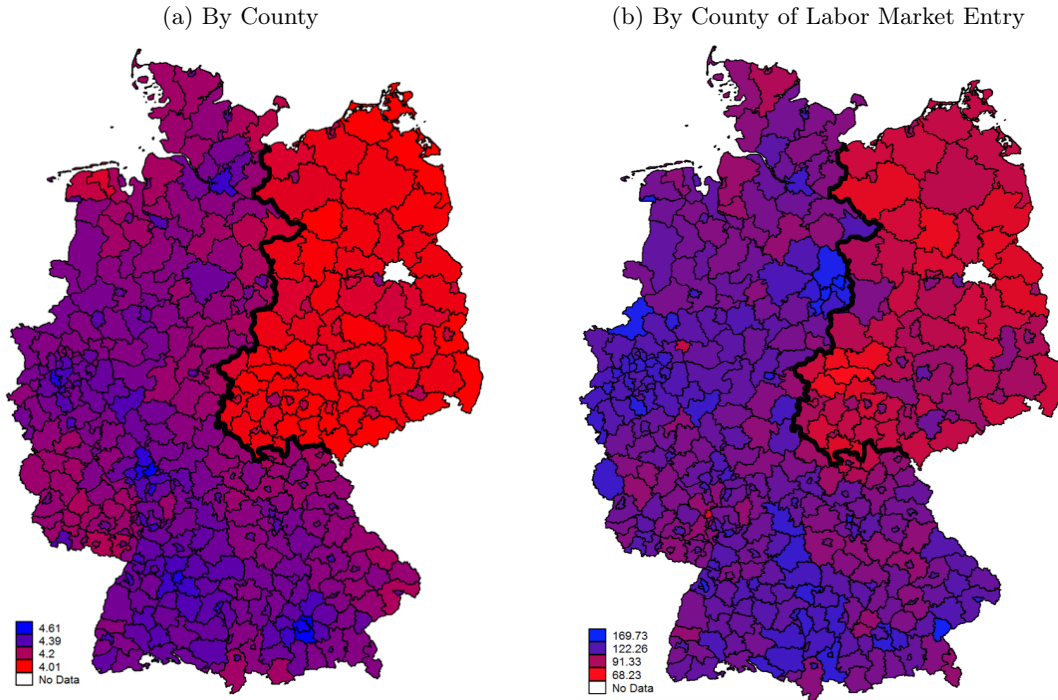 (a) By County
(b) By County of Labor Market Entry
4.61
4.39
4.2
4.01
No Data
169.73
122.26
91.33
68.23
No Data